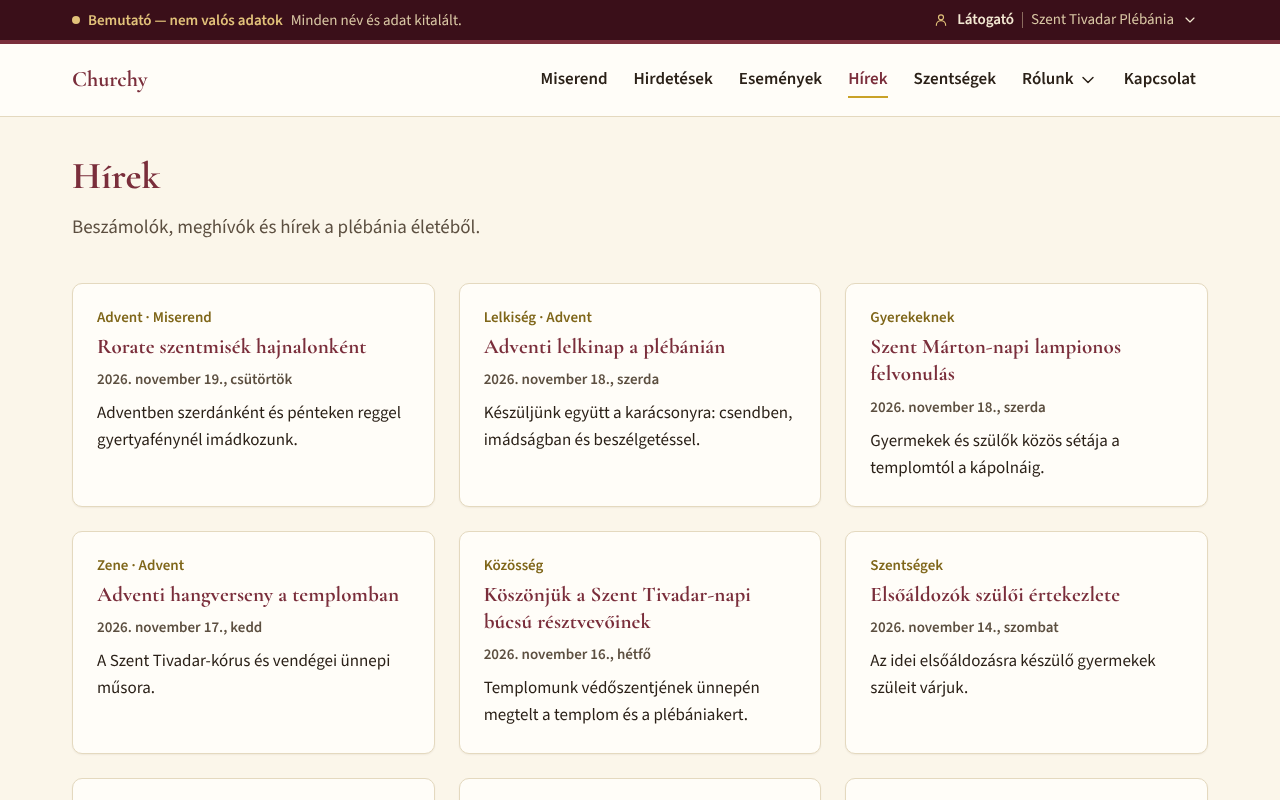 Bemutató — nem valós adatok Minden név és adat kitalált.
Látogató
Szent Tivadar Plébánia
Churchy
Miserend
Hirdetések
Események
Hírek
Szentségek
Rólunk
Kapcsolat
Hírek
Beszámolók, meghívók és hírek a plébánia életéből.
Advent · Miserend
Rorate szentmisék hajnalonként
2026. november 19., csütörtök
Adventben szerdánként és pénteken reggel
gyertyafénynél imádkozunk.
Lelkiség · Advent
Adventi lelkinap a plébánián
2026. november 18., szerda
Készüljünk együtt a karácsonyra: csendben,
imádságban és beszélgetéssel.
Gyerekeknek
Szent Márton-napi lampionos
felvonulás
2026. november 18., szerda
Gyermekek és szülők közös sétája a
templomtól a kápolnáig.
Zene · Advent
Adventi hangverseny a templomban
2026. november 17., kedd
A Szent Tivadar-kórus és vendégei ünnepi
műsora.
Közösség
Köszönjük a Szent Tivadar-napi
búcsú résztvevőinek
2026. november 16., hétfő
Templomunk védőszentjének ünnepén
megtelt a templom és a plébániakert.
Szentségek
Elsőáldozók szülői értekezlete
2026. november 14., szombat
Az idei elsőáldozásra készülő gyermekek
szüleit várjuk.